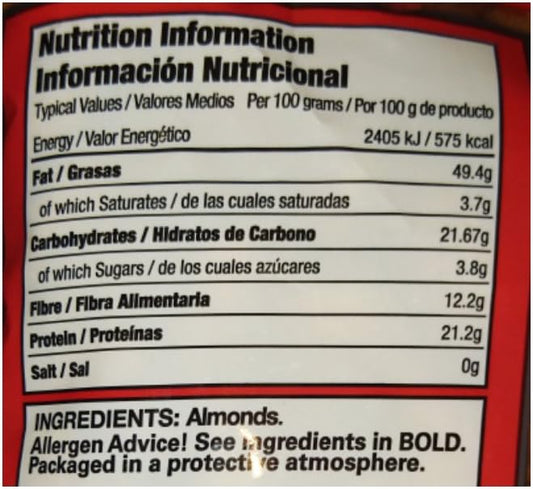 Nutrition Information
Información Nutricional
Typical Values / Valores Medios Per 100 grams / Por 100 g de producto
Energy / Valor Energético 2405 kJ / 575 kcal
Fat / Grasas 49.4g
of which Saturates / de las cuales saturadas 3.7g
Carbohydrates / Hidratos de Carbono 21.67g
of which Sugars / de los cuales azúcares 3.8g
Fibre / Fibra Alimentaria 12.2g
Protein / Proteínas 21.2g
Salt / Sal 0g
INGREDIENTS: Almonds.
Allergen Advice! See ingredients in BOLD.
Packaged in a protective atmosphere.